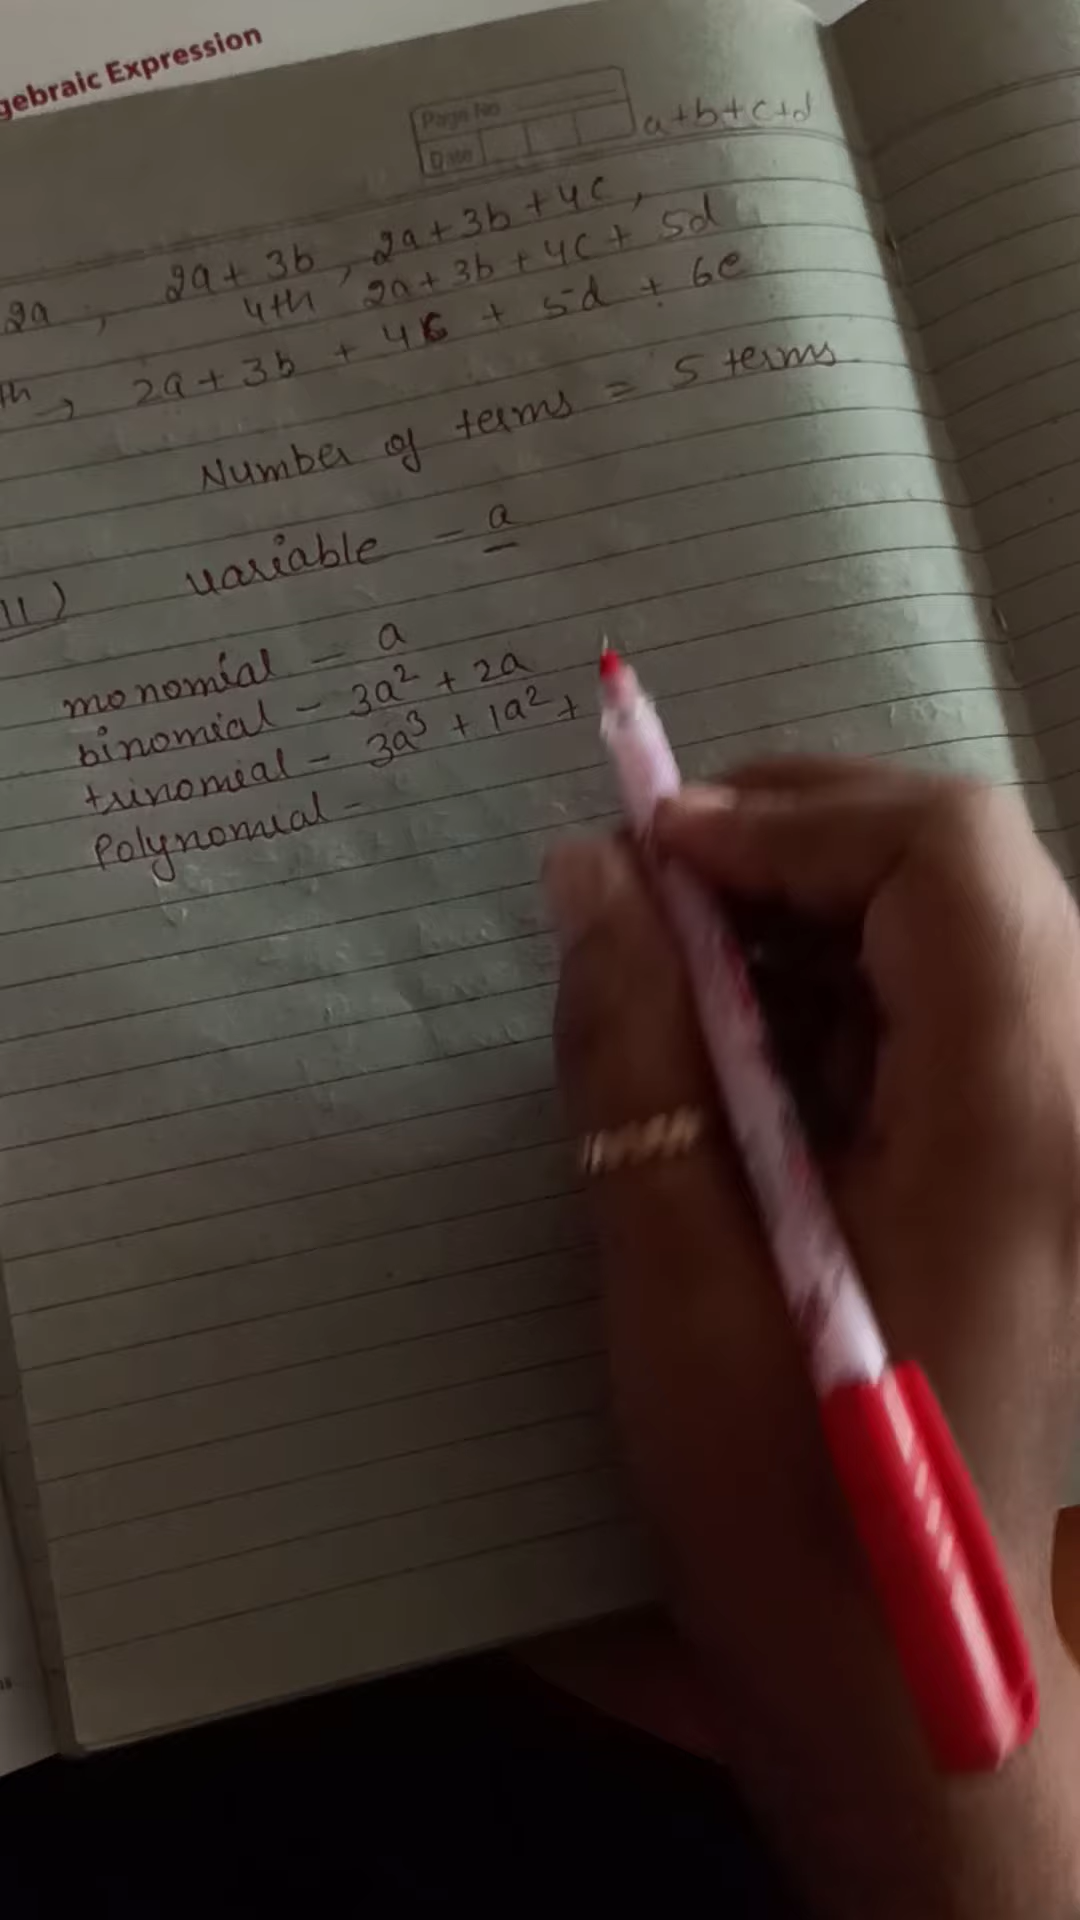 gebraic Expression
Page No
Date
a+b+c+d
2a , 2a + 3b , 2a + 3b + 4c ,
4th 2a + 3b + 4c + 5d
th → 2a + 3b + 4c + 5d + 6e
Number of terms = 5 terms
11) variable - a
monomial - a
binomial - 3a² + 2a
trinomial - 3a³ + 1a² +
Polynomial -